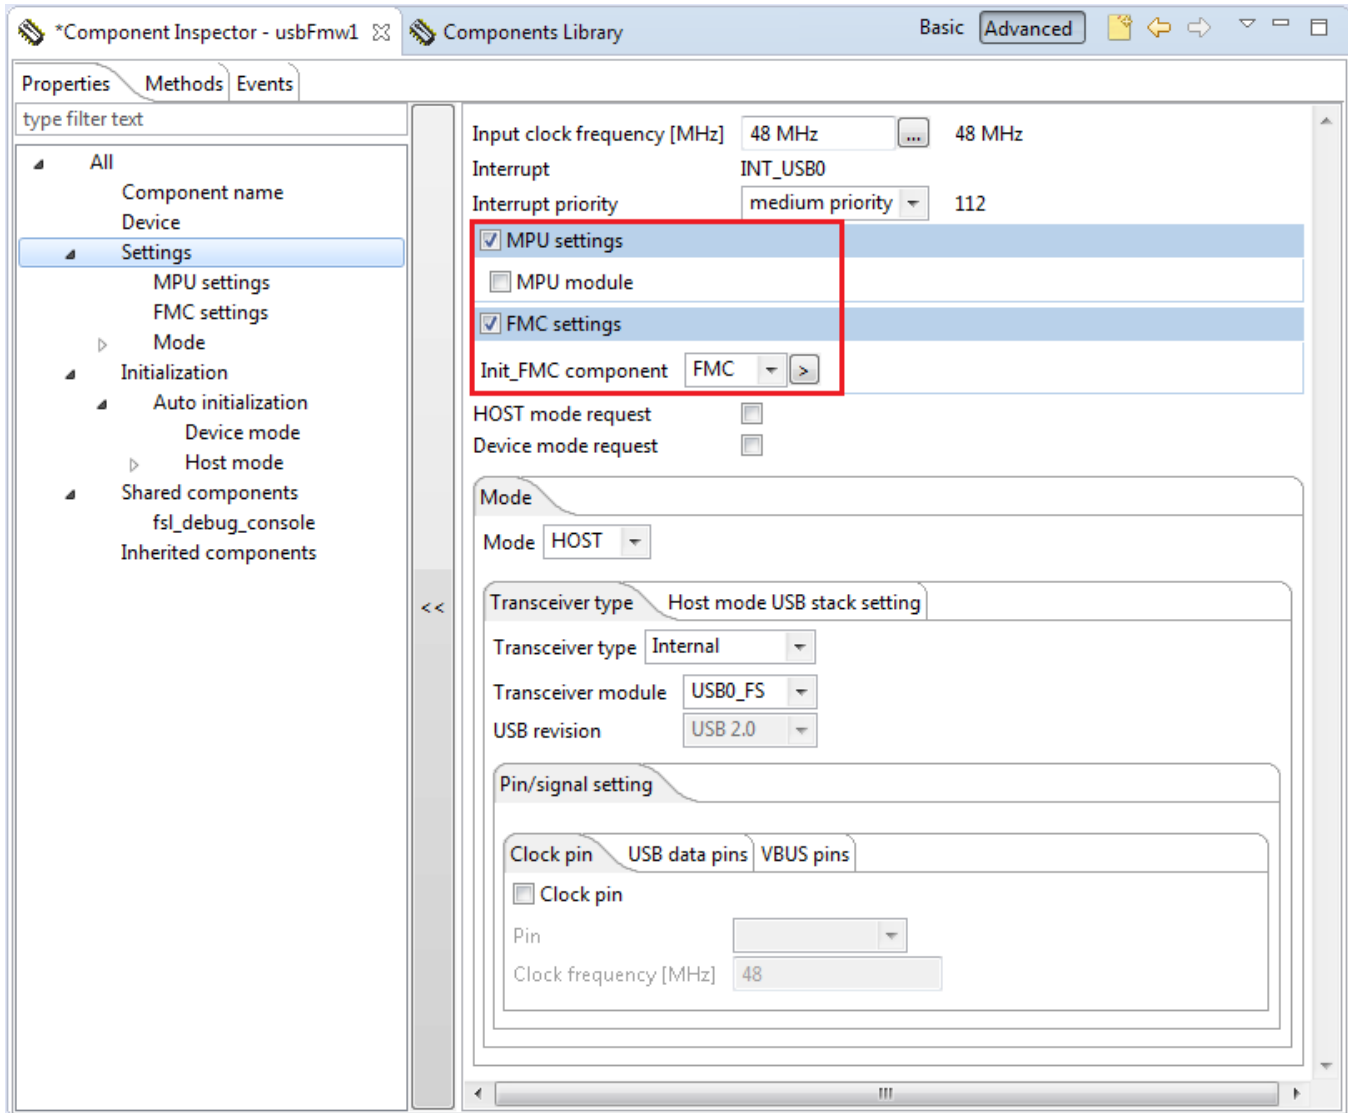 *Component Inspector - usbFmw1 Components Library Basic Advanced
Properties Methods Events
type filter text
All
Component name
Device
Settings
MPU settings
FMC settings
Mode
Initialization
Auto initialization
Device mode
Host mode
Shared components
fsl_debug_console
Inherited components
<<
Input clock frequency [MHz] 48 MHz ... 48 MHz
Interrupt INT_USB0
Interrupt priority medium priority 112
MPU settings
MPU module
FMC settings
Init_FMC component FMC >
HOST mode request
Device mode request
Mode
Mode HOST
Transceiver type Host mode USB stack setting
Transceiver type Internal
Transceiver module USB0_FS
USB revision USB 2.0
Pin/signal setting
Clock pin USB data pins VBUS pins
Clock pin
Pin
Clock frequency [MHz] 48